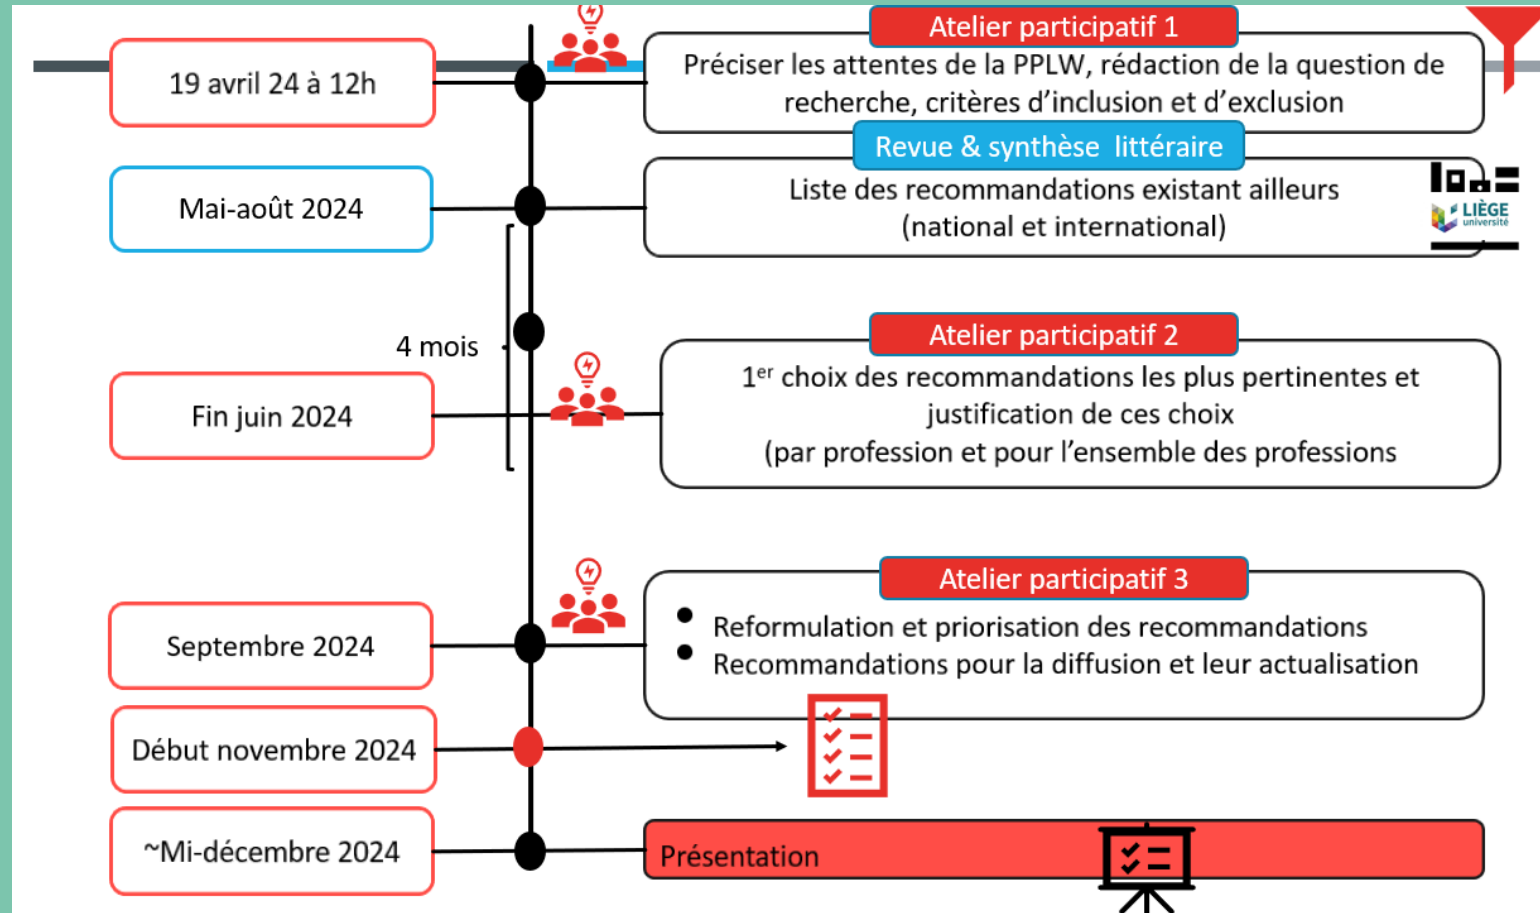 Atelier participatif 1
19 avril 24 à 12h
Préciser les attentes de la PPLW, rédaction de la question de
recherche, critères d'inclusion et d'exclusion
Revue & synthèse littéraire
Mai-août 2024
Liste des recommandations existant ailleurs
(national et international)
LIÈGE
université
4 mois
Atelier participatif 2
Fin juin 2024
1er choix des recommandations les plus pertinentes et
justification de ces choix
(par profession et pour l'ensemble des professions
Atelier participatif 3
Septembre 2024
• Reformulation et priorisation des recommandations
• Recommandations pour la diffusion et leur actualisation
Début novembre 2024
~Mi-décembre 2024
Présentation